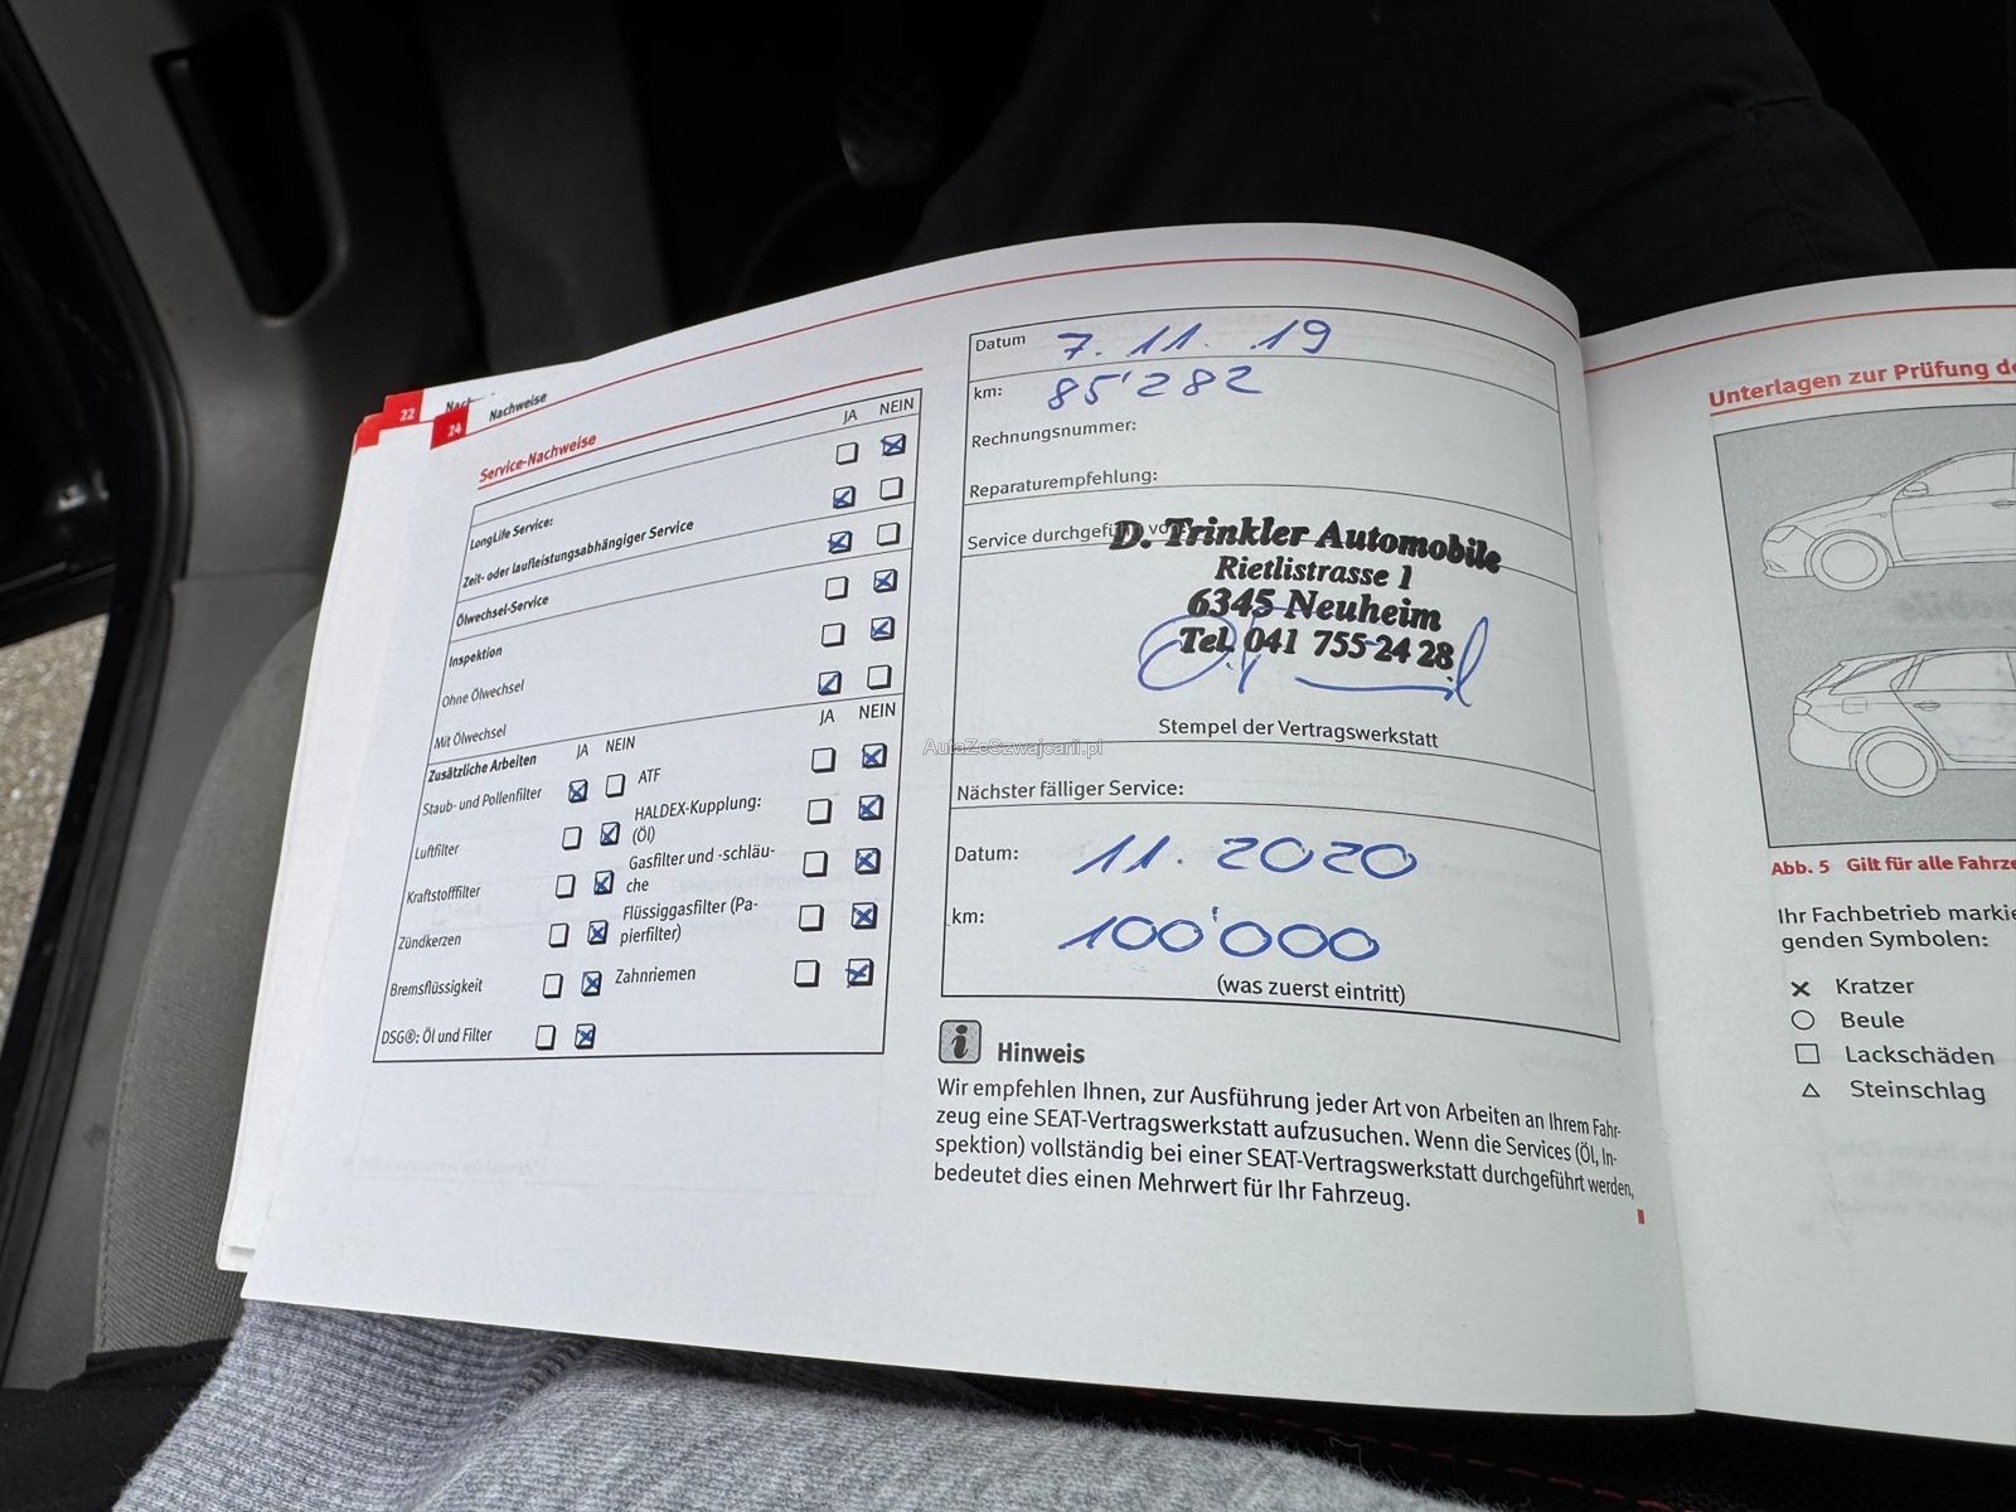 22 Nach
24 Nachweise
Service-Nachweise
JA NEIN
LongLife Service:
Zeit- oder laufleistungsabhängiger Service
Ölwechsel-Service
Inspektion
Ohne Ölwechsel
Mit Ölwechsel
JA NEIN
Zusätzliche Arbeiten JA NEIN
Staub- und Pollenfilter
ATF
Luftfilter
HALDEX-Kupplung:
(Öl)
Kraftstofffilter
Gasfilter und -schläu-
che
Zündkerzen
Flüssiggasfilter (Pa-
pierfilter)
Bremsflüssigkeit
Zahnriemen
DSG®: Öl und Filter
Datum 7. 11. 19
km: 85'282
Rechnungsnummer:
Reparaturempfehlung:
Service durchgeführt von:
D. Trinkler Automobile
Rietlistrasse 1
6345 Neuheim
Tel. 041 755 24 28
Stempel der Vertragswerkstatt
AutaZeSzwajcarii.pl
Nächster fälliger Service:
Datum: 11. 2020
km: 100'000
(was zuerst eintritt)
i Hinweis
Wir empfehlen Ihnen, zur Ausführung jeder Art von Arbeiten an Ihrem Fahr-
zeug eine SEAT-Vertragswerkstatt aufzusuchen. Wenn die Services (Öl, In-
spektion) vollständig bei einer SEAT-Vertragswerkstatt durchgeführt werden,
bedeutet dies einen Mehrwert für Ihr Fahrzeug.
Unterlagen zur Prüfung de
Abb. 5 Gilt für alle Fahrze
Ihr Fachbetrieb markie
genden Symbolen:
Kratzer
Beule
Lackschäden
Steinschlag